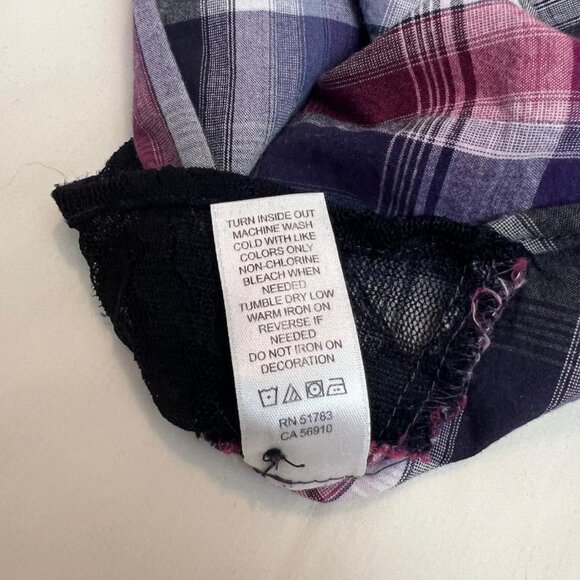 TURN INSIDE OUT
MACHINE WASH
COLD WITH LIKE
COLORS ONLY
NON-CHLORINE
BLEACH WHEN
NEEDED
TUMBLE DRY LOW
WARM IRON ON
REVERSE IF
NEEDED
DO NOT IRON ON
DECORATION
RN 51763
CA 56910